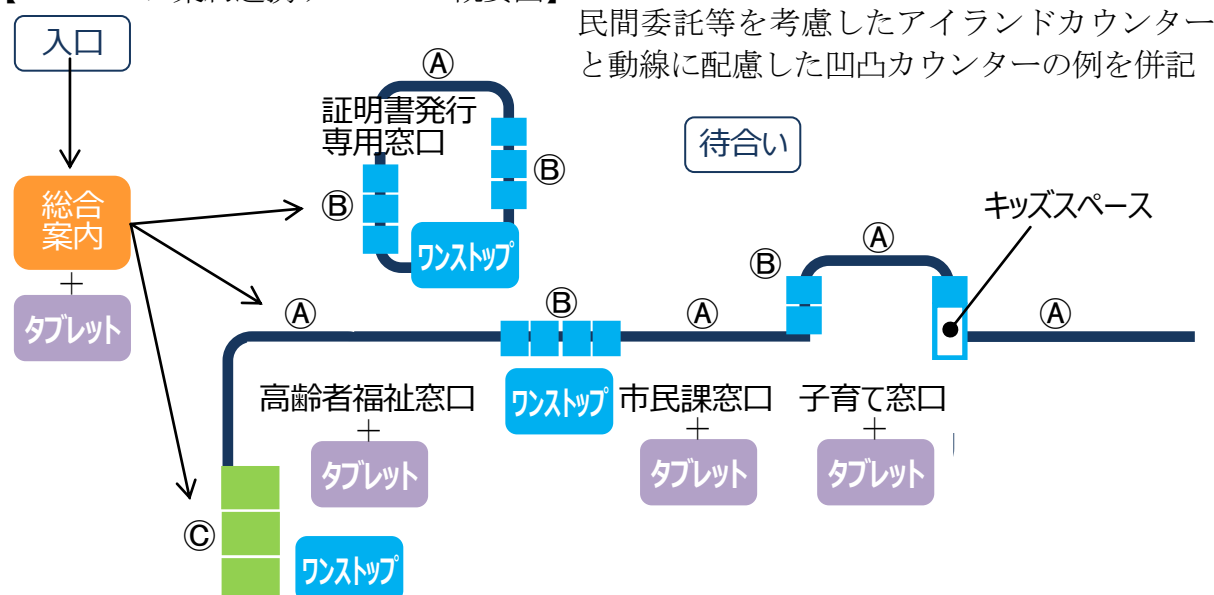 民間委託等を考慮したアイランドカウンター
と動線に配慮した凹凸カウンターの例を併記
入口
Ⓐ
証明書発行
専用窓口
待合い
Ⓑ
Ⓑ
総合
案内
キッズスペース
ワンストップ
Ⓐ
Ⓑ
＋
タブレット
Ⓐ
Ⓑ
Ⓐ
Ⓐ
高齢者福祉窓口
＋
タブレット
ワンストップ
市民課窓口
＋
タブレット
子育て窓口
＋
タブレット
Ⓒ
ワンストップ